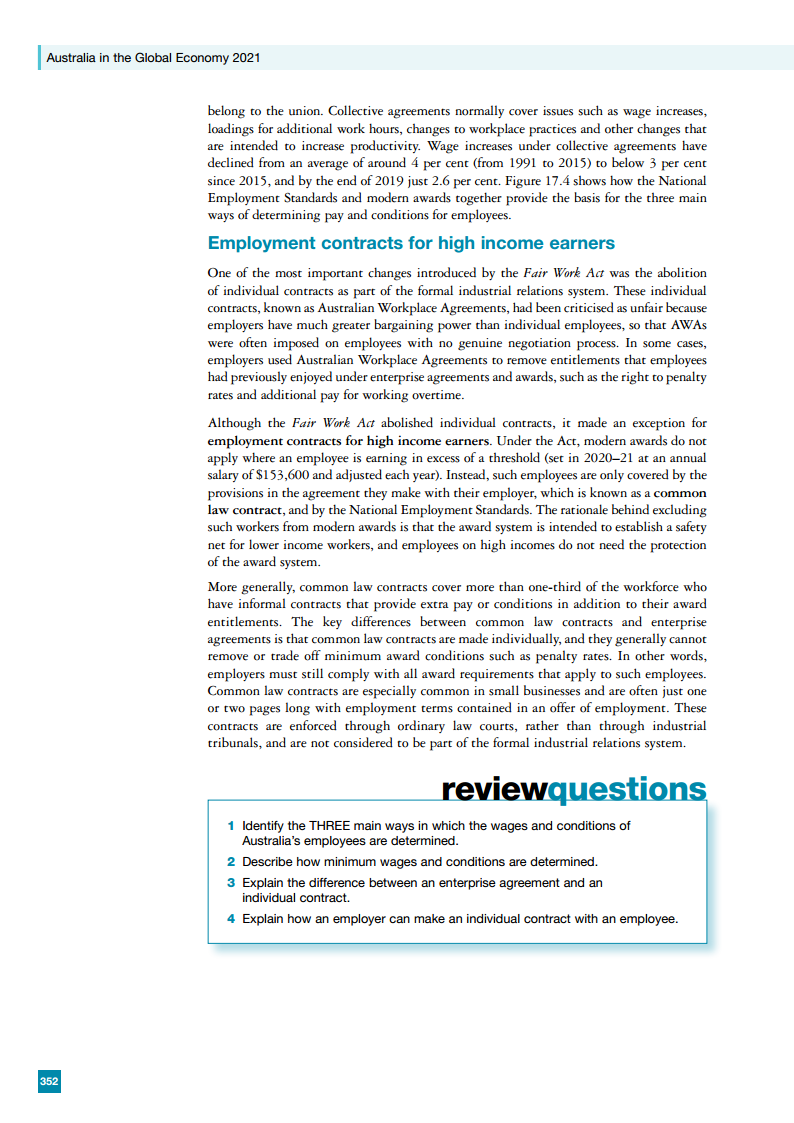 Australia in the Global Economy 2021
belong to the union. Collective agreements normally cover issues such as wage increases,
loadings for additional work hours, changes to workplace practices and other changes that
are intended to increase productivity. Wage increases under collective agreements have
declined from an average of around 4 per cent (from 1991 to 2015) to below 3 per cent
since 2015, and by the end of 2019 just 2.6 per cent. Figure 17.4 shows how the National
Employment Standards and modern awards together provide the basis for the three main
ways of determining pay and conditions for employees.
Employment contracts for high income earners
One of the most important changes introduced by the Fair Work Act was the abolition
of individual contracts as part of the formal industrial relations system. These individual
contracts, known as Australian Workplace Agreements, had been criticised as unfair because
employers have much greater bargaining power than individual employees, so that AWAs
were often imposed on employees with no genuine negotiation process. In some cases,
employers used Australian Workplace Agreements to remove entitlements that employees
had previously enjoyed under enterprise agreements and awards, such as the right to penalty
rates and additional pay for working overtime.
Although the Fair Work Act abolished individual contracts, it made an exception for
employment contracts for high income earners. Under the Act, modern awards do not
apply where an employee is earning in excess of a threshold (set in 2020–21 at an annual
salary of $153,600 and adjusted each year). Instead, such employees are only covered by the
provisions in the agreement they make with their employer, which is known as a common
law contract, and by the National Employment Standards. The rationale behind excluding
such workers from modern awards is that the award system is intended to establish a safety
net for lower income workers, and employees on high incomes do not need the protection
of the award system.
More generally, common law contracts cover more than one-third of the workforce who
have informal contracts that provide extra pay or conditions in addition to their award
entitlements. The key differences between common law contracts and enterprise
agreements is that common law contracts are made individually, and they generally cannot
remove or trade off minimum award conditions such as penalty rates. In other words,
employers must still comply with all award requirements that apply to such employees.
Common law contracts are especially common in small businesses and are often just one
or two pages long with employment terms contained in an offer of employment. These
contracts are enforced through ordinary law courts, rather than through industrial
tribunals, and are not considered to be part of the formal industrial relations system.
reviewquestions
1 Identify the THREE main ways in which the wages and conditions of
Australia's employees are determined.
2 Describe how minimum wages and conditions are determined.
3 Explain the difference between an enterprise agreement and an
individual contract.
4 Explain how an employer can make an individual contract with an employee.
352